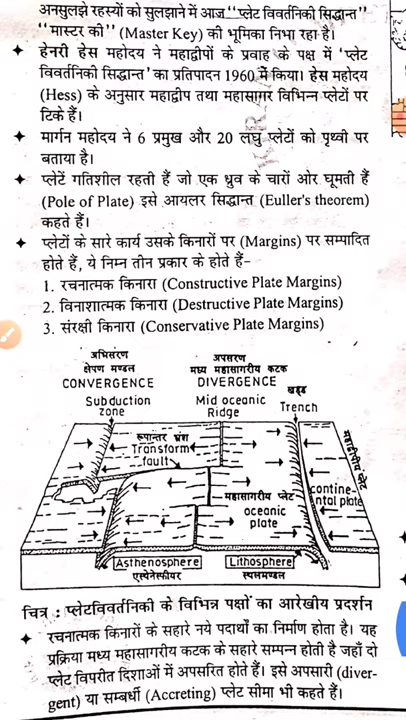 अनसुलझे रहस्यों को सुलझाने में आज ‘‘प्लेट विवर्तनिकी सिद्धान्त’’
‘‘मास्टर की’’ (Master Key) की भूमिका निभा रहा है।
हेनरी हेस महोदय ने महाद्वीपों के प्रवाह के पक्ष में ‘प्लेट
विवर्तनिकी सिद्धान्त’ का प्रतिपादन 1960 में किया। हेस महोदय
(Hess) के अनुसार महाद्वीप तथा महासागर विभिन्न प्लेटों पर
टिके हैं।
मार्गन महोदय ने 6 प्रमुख और 20 लघु प्लेटों को पृथ्वी पर
बताया है।
प्लेटें गतिशील रहती हैं जो एक ध्रुव के चारों ओर घूमती हैं
(Pole of Plate) इसे आयलर सिद्धान्त (Euller's theorem)
कहते हैं।
प्लेटों के सारे कार्य उसके किनारों पर (Margins) पर सम्पादित
होते हैं, ये निम्न तीन प्रकार के होते हैं-
1. रचनात्मक किनारा (Constructive Plate Margins)
2. विनाशात्मक किनारा (Destructive Plate Margins)
3. संरक्षी किनारा (Conservative Plate Margins)
अभिसरण
क्षेपण मण्डल
CONVERGENCE
Subduction
zone
अपसरण
मध्य महासागरीय कटक
DIVERGENCE
Mid oceanic
Ridge
खड्ड
Trench
रूपान्तर भ्रंश
Transform
fault
महासागरीय प्लेट
oceanic
plate
महाद्वीपीय प्लेट
contine-
ntal plate
Asthenosphere
एस्थेनेस्फीयर
Lithosphere
स्थलमण्डल
चित्र : प्लेटविवर्तनिकी के विभिन्न पक्षों का आरेखीय प्रदर्शन
रचनात्मक किनारों के सहारे नये पदार्थों का निर्माण होता है। यह
प्रक्रिया मध्य महासागरीय कटक के सहारे सम्पन्न होती है जहाँ दो
प्लेट विपरीत दिशाओं में अपसरित होते हैं। इसे अपसारी (diver-
gent) या सम्बर्धी (Accreting) प्लेट सीमा भी कहते हैं।